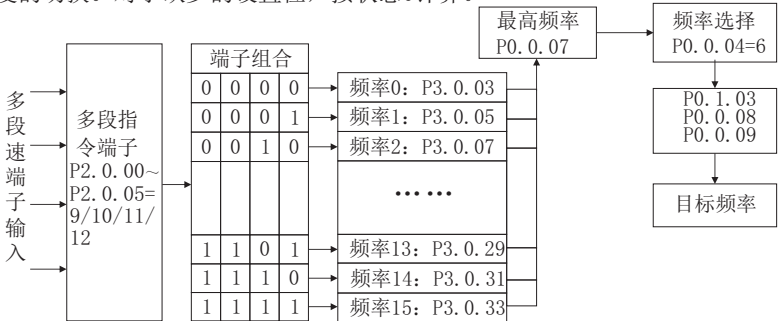 最高频率
P0.0.07
频率选择
P0.0.04=6
多段速端子输入
多段指
令端子
P2.0.00~
P2.0.05=
9/10/11/
12
端子组合
0 0 0 0
0 0 0 1
0 0 1 0
1 1 0 1
1 1 1 0
1 1 1 1
频率0：P3.0.03
频率1：P3.0.05
频率2：P3.0.07
……
频率13：P3.0.29
频率14：P3.0.31
频率15：P3.0.33
P0.1.03
P0.0.08
P0.0.09
目标频率